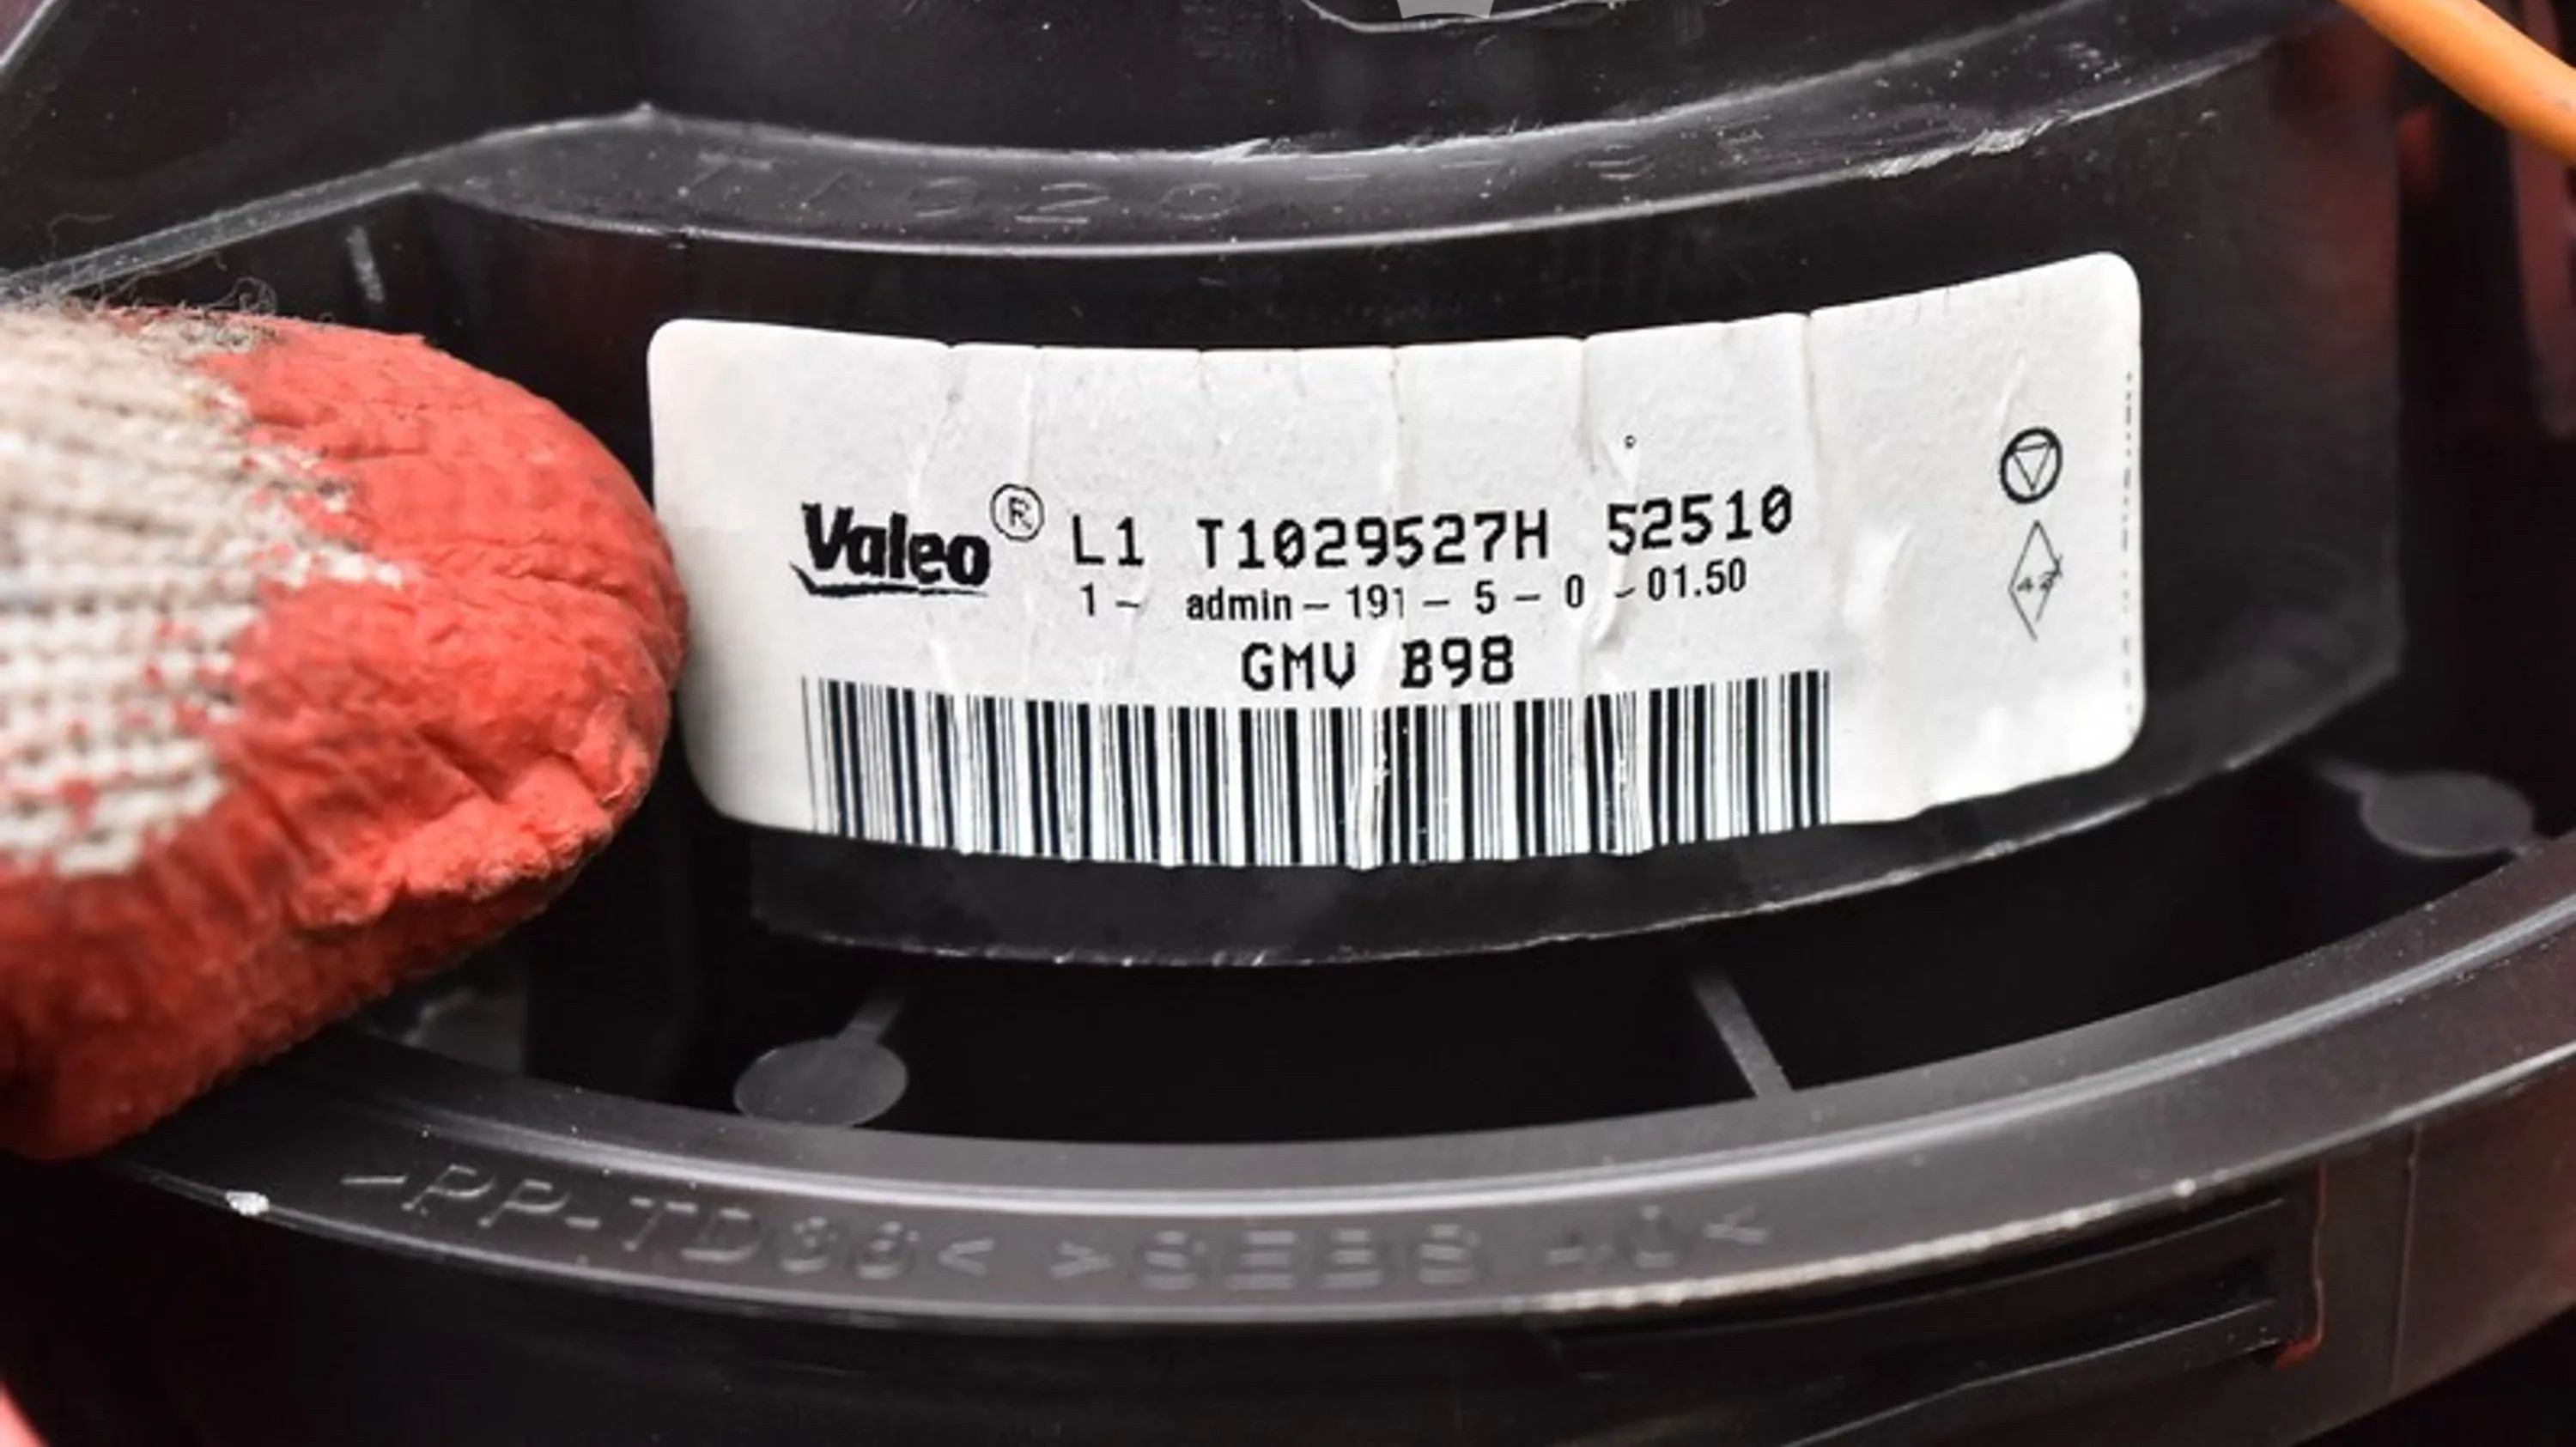 Valeo® L1 T1029527H 52510
1 - admin - 191 - 5 - 0 - 01.50
GMV B98